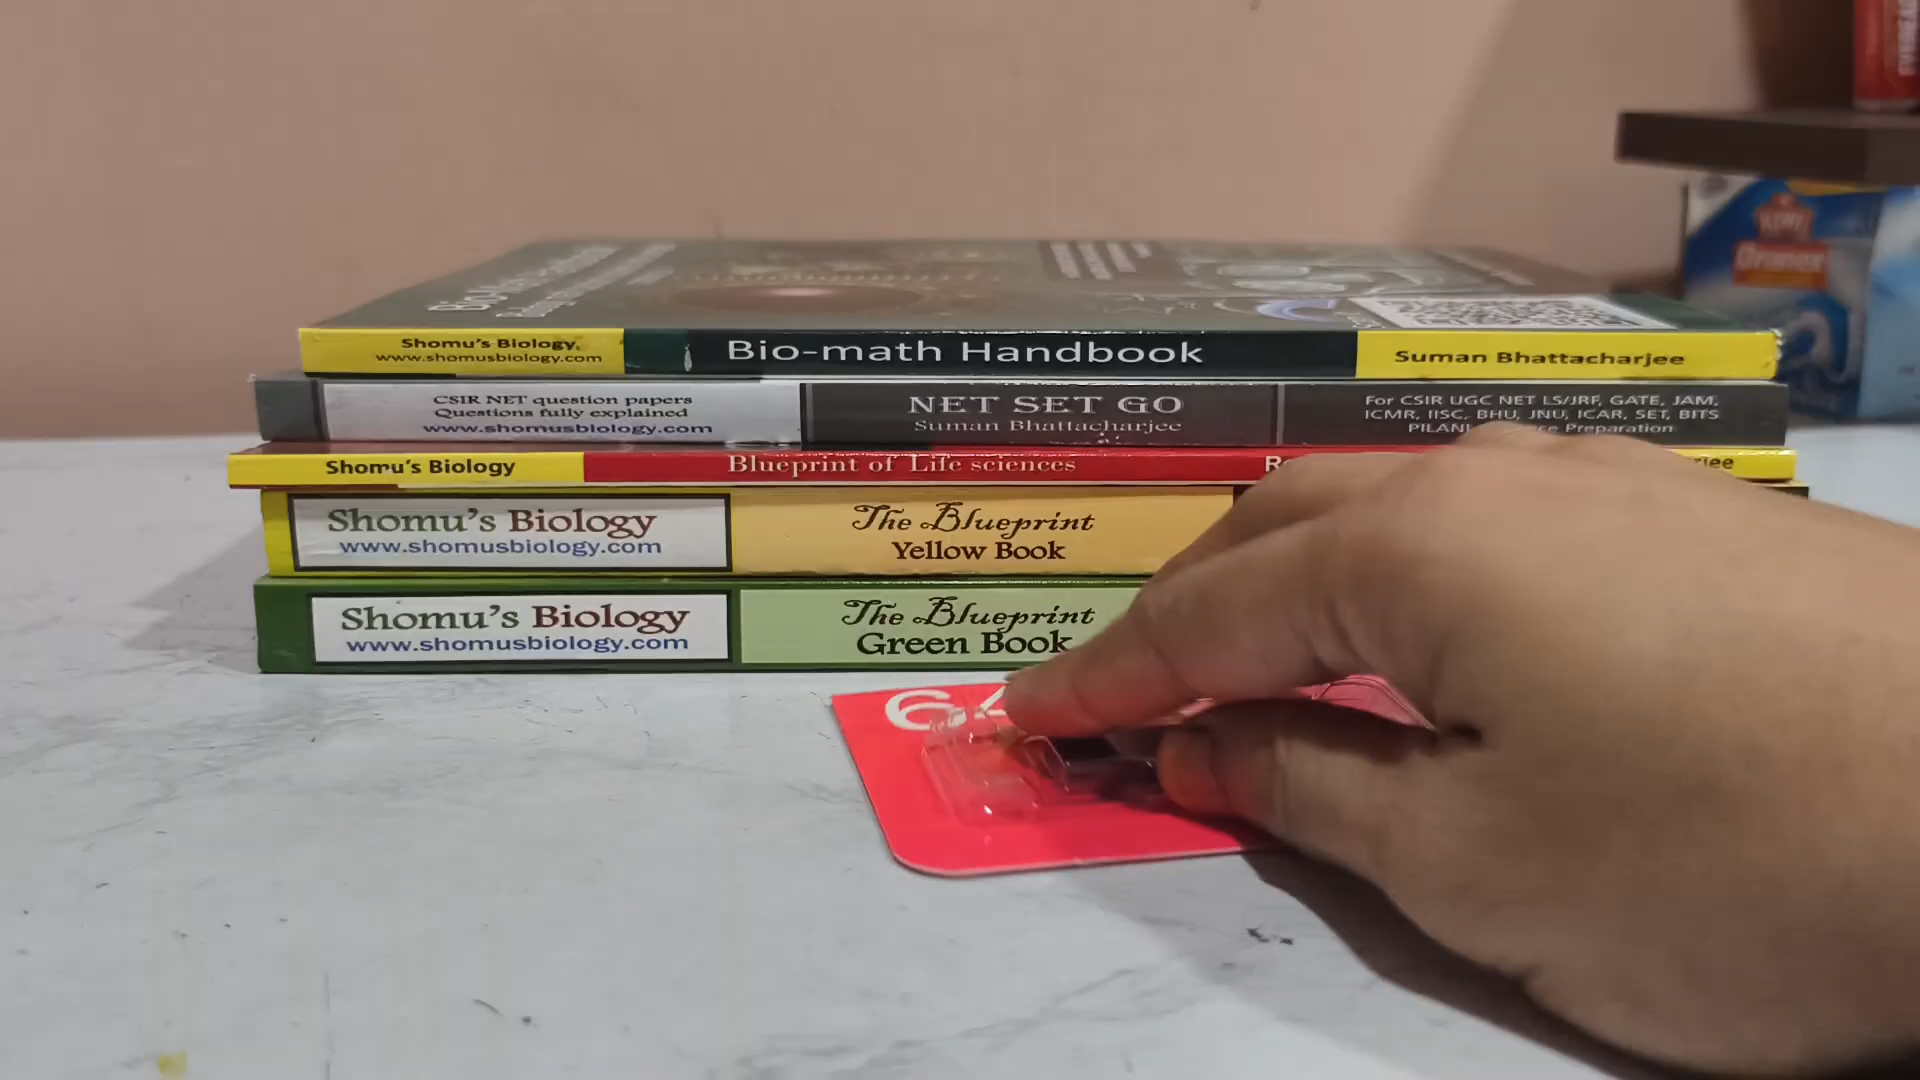 Shomu's Biology
www.shomusbiology.com
Bio-math Handbook
Suman Bhattacharjee
CSIR NET question papers
Questions fully explained
www.shomusbiology.com
NET SET GO
Suman Bhattacharjee
For CSIR UGC NET LS/JRF, GATE, JAM,
ICMR, IISC, BHU, JNU, ICAR, SET, BITS
PILANI Preparation
Shomu's Biology
Blueprint of Life sciences
Shomu's Biology
www.shomusbiology.com
The Blueprint
Yellow Book
Shomu's Biology
www.shomusbiology.com
The Blueprint
Green Book
64